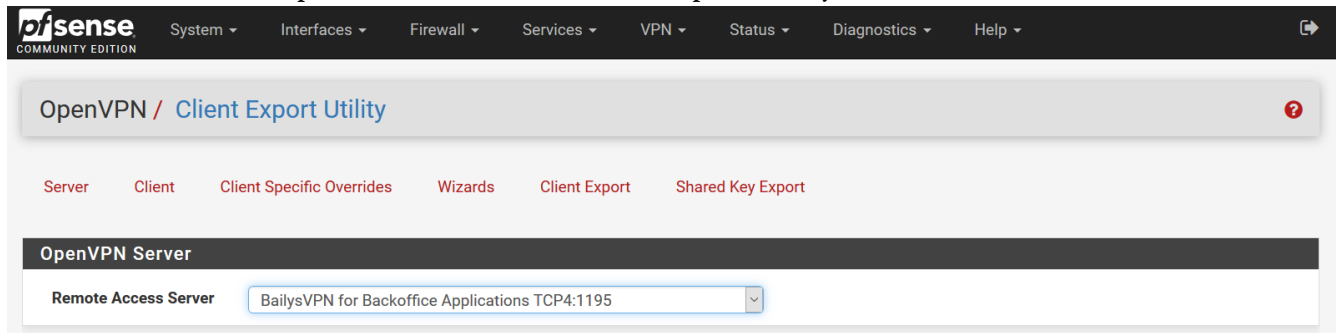 pfsense System Interfaces Firewall Services VPN Status Diagnostics Help
COMMUNITY EDITION
OpenVPN / Client Export Utility
Server Client Client Specific Overrides Wizards Client Export Shared Key Export
OpenVPN Server
Remote Access Server BailysVPN for Backoffice Applications TCP4:1195